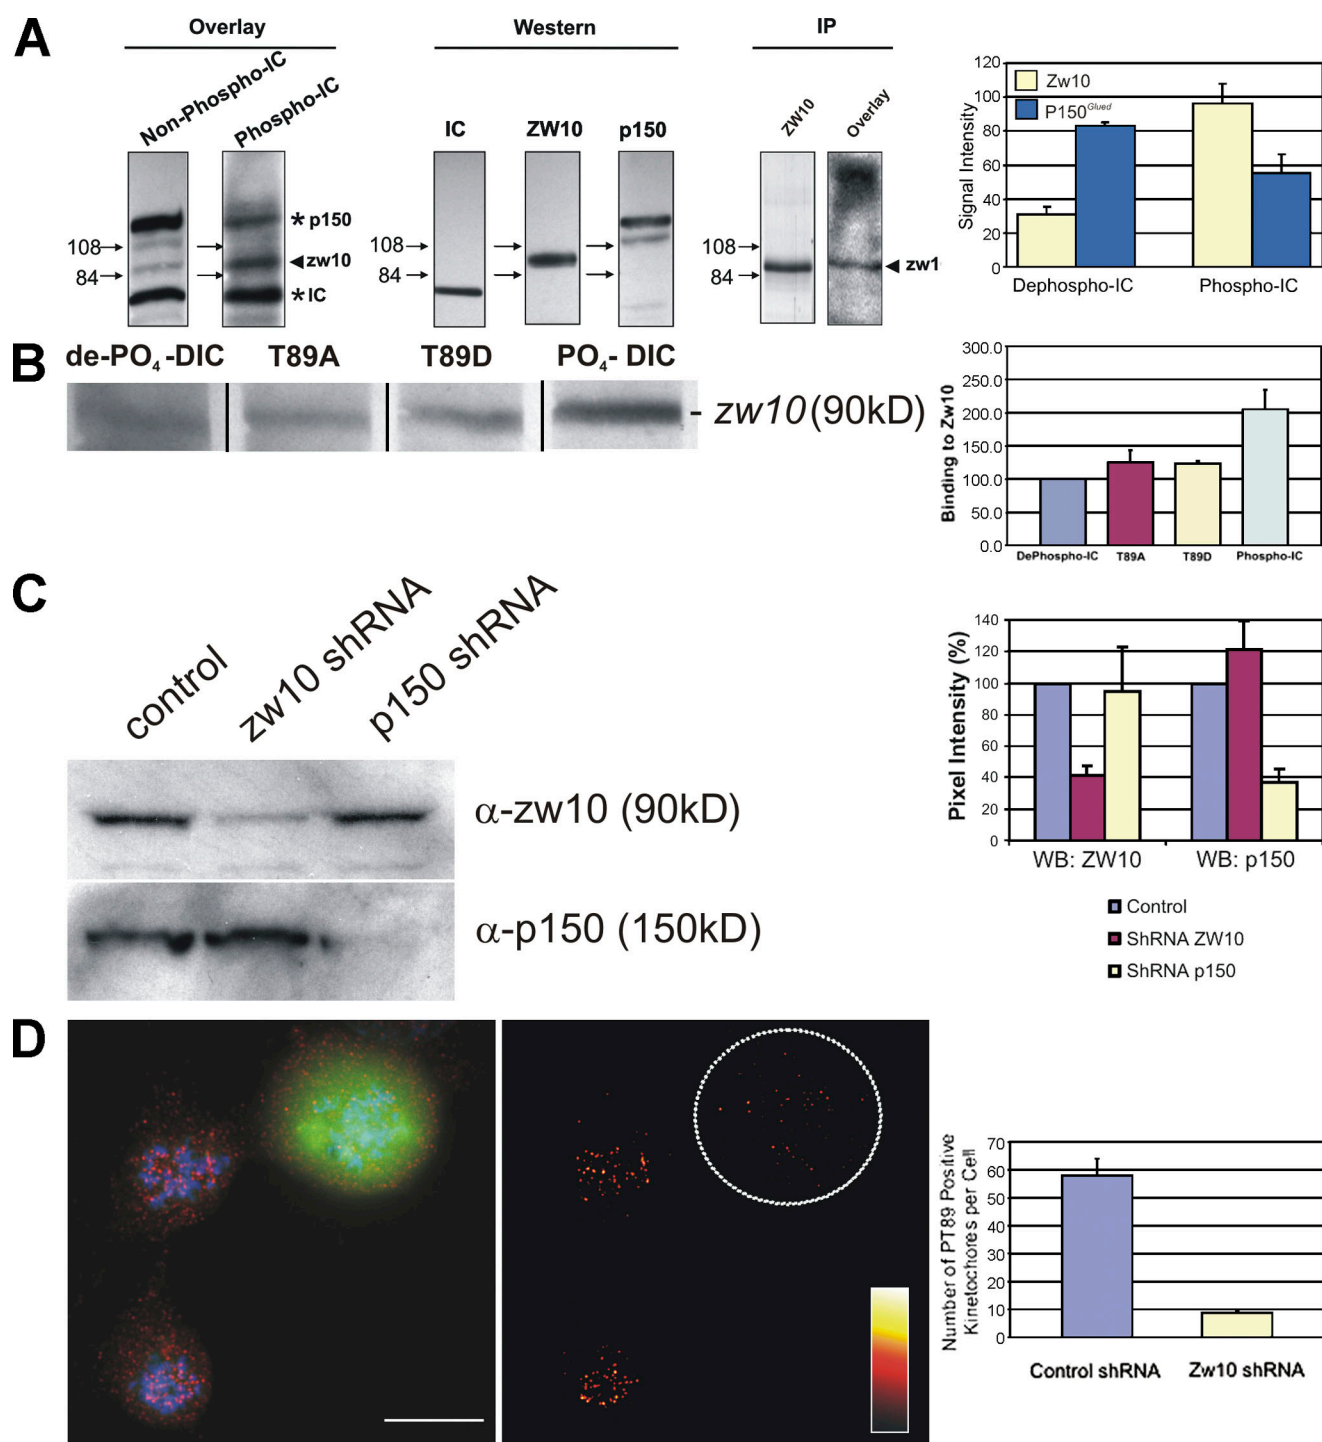 A
Overlay
Western
IP
Non-Phospho-IC
Phospho-IC
IC
ZW10
p150
ZW10
Overlay
108
84
* p150
zw10
* IC
108
84
108
84
zw1
Signal Intensity
120
100
80
60
40
20
0
Zw10
P150Glued
Dephospho-IC
Phospho-IC
B
de-PO4-DIC
T89A
T89D
PO4- DIC
- zw10 (90kD)
Binding to Zw10
300.0
250.0
200.0
150.0
100.0
50.0
0.0
DePhospho-IC
T89A
T89D
Phospho-IC
C
control
zw10 shRNA
p150 shRNA
α-zw10 (90kD)
α-p150 (150kD)
Pixel Intensity (%)
140
120
100
80
60
40
20
0
WB: ZW10
WB: p150
Control
ShRNA ZW10
ShRNA p150
D
Number of PT89 Positive
Kinetochores per Cell
70
60
50
40
30
20
10
0
Control shRNA
Zw10 shRNA